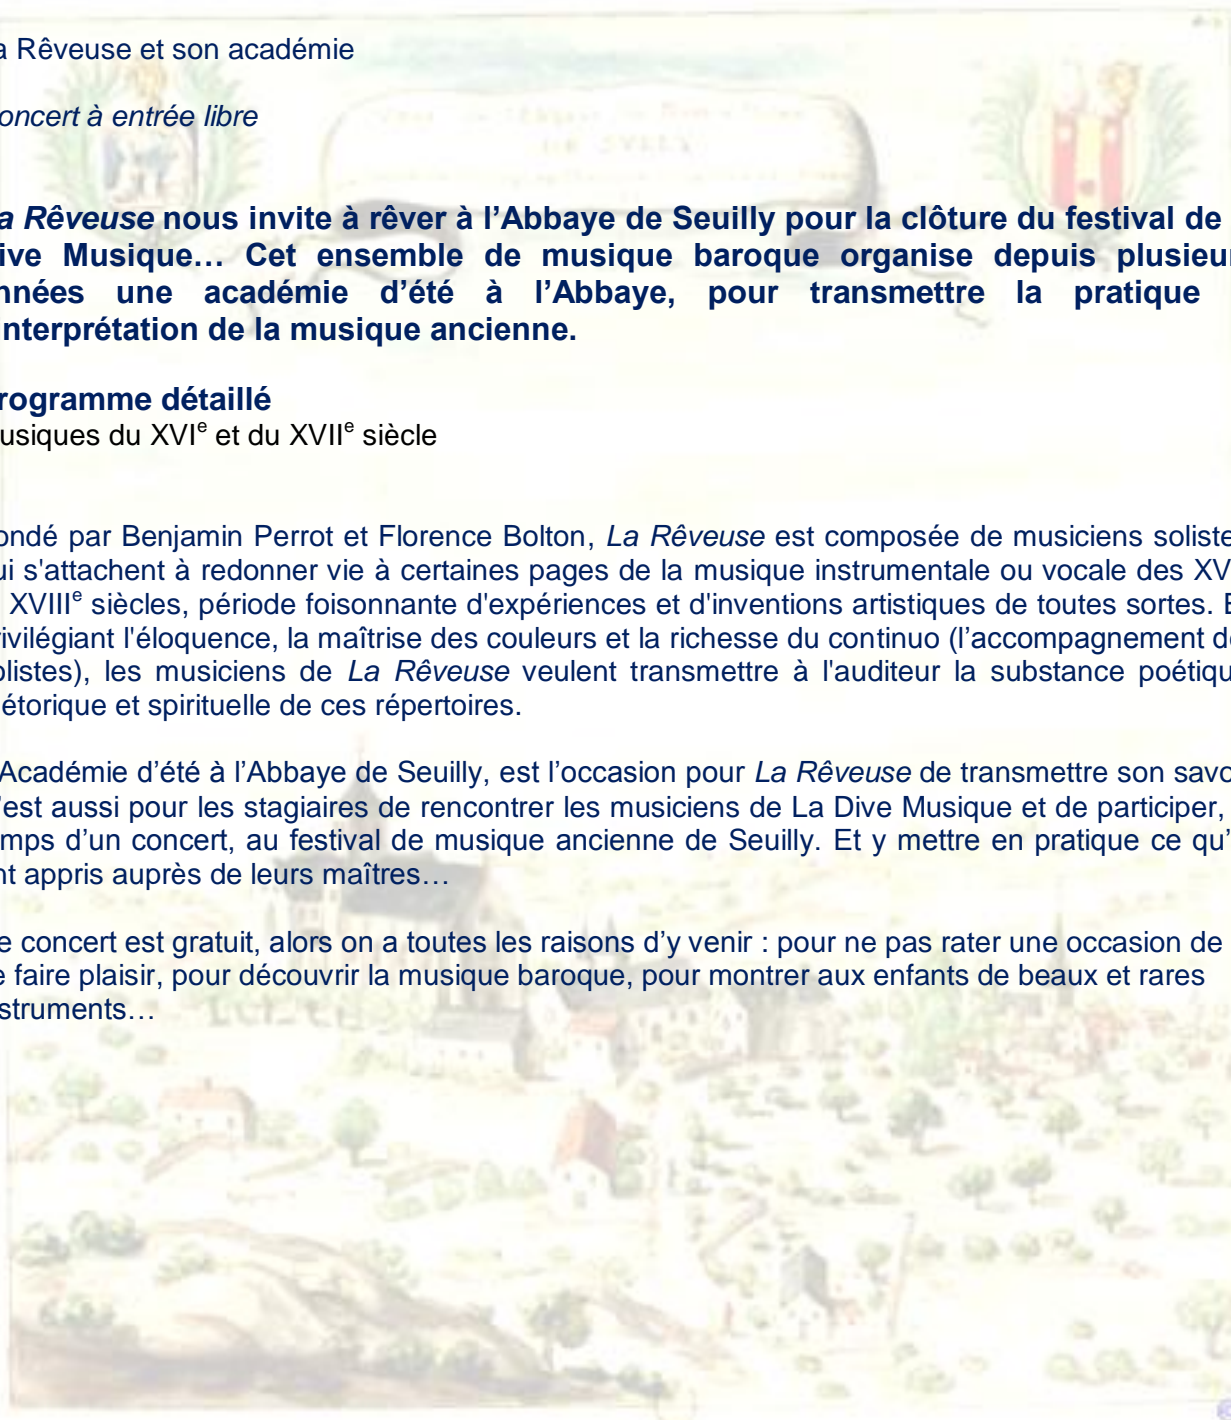 a Rêveuse et son académie
oncert à entrée libre
a Rêveuse nous invite à rêver à l’Abbaye de Seuilly pour la clôture du festival de
ive Musique… Cet ensemble de musique baroque organise depuis plusieur
nnées une académie d’été à l’Abbaye, pour transmettre la pratique
interprétation de la musique ancienne.
rogramme détaillé
usiques du XVIe et du XVIIe siècle
ondé par Benjamin Perrot et Florence Bolton, La Rêveuse est composée de musiciens soliste
ui s'attachent à redonner vie à certaines pages de la musique instrumentale ou vocale des XV
XVIIIe siècles, période foisonnante d'expériences et d'inventions artistiques de toutes sortes. E
rivilégiant l'éloquence, la maîtrise des couleurs et la richesse du continuo (l’accompagnement de
olistes), les musiciens de La Rêveuse veulent transmettre à l'auditeur la substance poétiqu
étorique et spirituelle de ces répertoires.
Académie d’été à l’Abbaye de Seuilly, est l’occasion pour La Rêveuse de transmettre son savo
’est aussi pour les stagiaires de rencontrer les musiciens de La Dive Musique et de participer,
mps d’un concert, au festival de musique ancienne de Seuilly. Et y mettre en pratique ce qu’
nt appris auprès de leurs maîtres…
e concert est gratuit, alors on a toutes les raisons d’y venir : pour ne pas rater une occasion de
e faire plaisir, pour découvrir la musique baroque, pour montrer aux enfants de beaux et rares
struments…